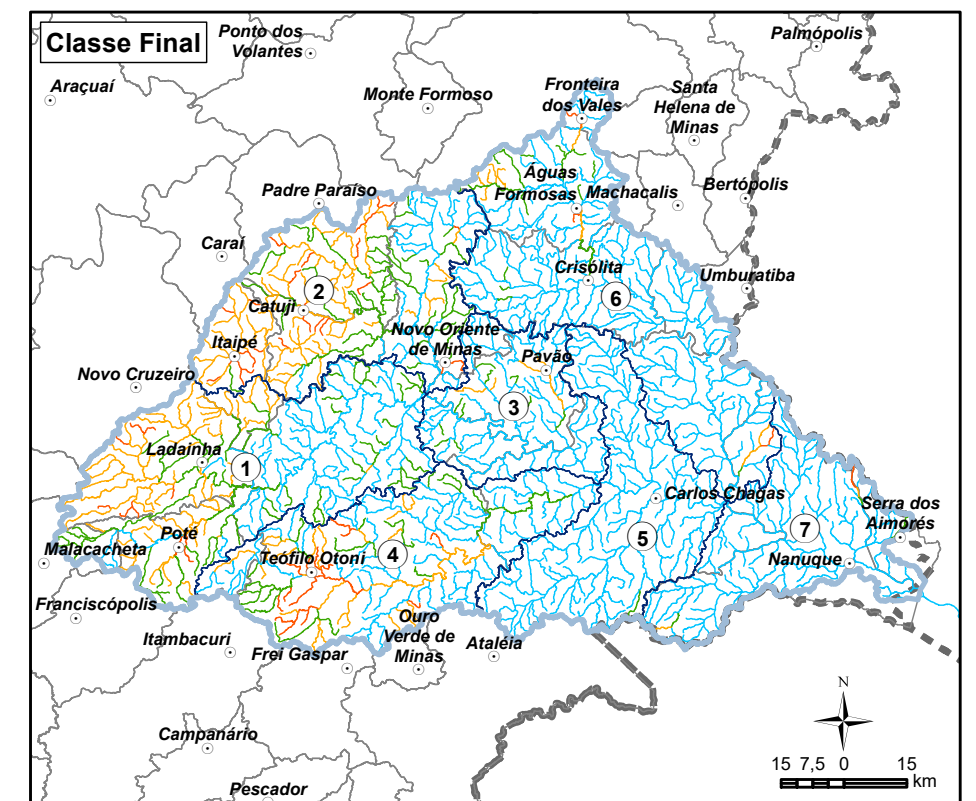 Classe Final
Ponto dos
Volantes
Palmópolis
Araçuaí
Monte Formoso
Fronteira
dos Vales
Santa
Helena de
Minas
Águas
Formosas
Machacalis
Bertópolis
Padre Paraíso
Caraí
Crisólita
Umburatiba
2
6
Catuji
Novo Oriente
de Minas
Itaipé
Pavão
Novo Cruzeiro
3
Ladainha
1
Carlos Chagas
Serra dos
Aimorés
7
Poté
5
Malacacheta
4
Teófilo Otoni
Nanuque
Franciscópolis
Ouro
Verde de
Minas
Itambacuri
Frei Gaspar
Ataléia
N
Campanário
15 7,5 0 15
km
Pescador